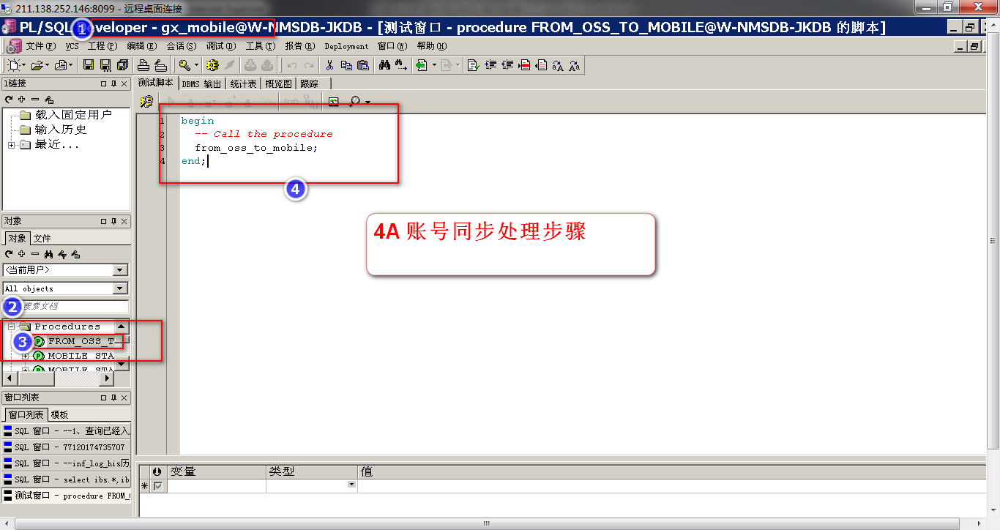 211.138.252.146:8099 - 远程桌面连接
PL/SQL Developer - gx_mobile@W-NMSDB-JKDB - [测试窗口 - procedure FROM_OSS_TO_MOBILE@W-NMSDB-JKDB 的脚本]
1
文件(F) VCS 工程(P) 编辑(E) 会话(S) 调试(D) 工具(T) 报告(R) Deployment 窗口(W) 帮助(H)
1链接
载入固定用户
输入历史
最近...
测试脚本 DBMS 输出 统计表 概览图 跟踪
1 begin
2 -- Call the procedure
3 from_oss_to_mobile;
4 end;
4
4A 账号同步处理步骤
对象
对象 文件
<当前用户>
All objects
2
搜索文档
Procedures
3
FROM_OSS_T
MOBILE_STA
MOBILE_STA
窗口列表
窗口列表 模板
SQL 窗口 - --1、查询已经入
SQL 窗口 - 77120174735707
SQL 窗口 - --inf_log_his历
SQL 窗口 - select ibs.*,ib
测试窗口 - procedure FROM_
变量 类型 值